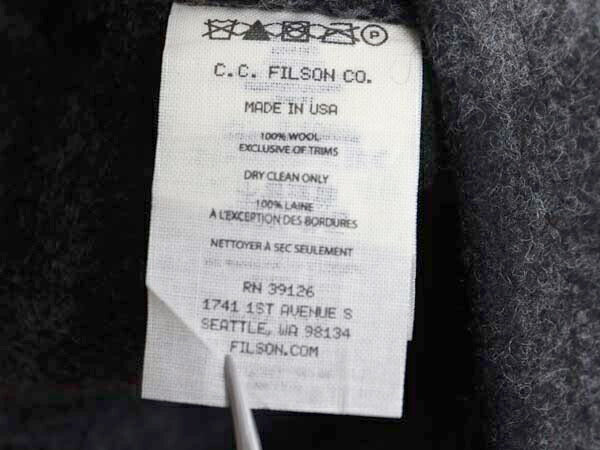 P
C.C. FILSON CO.
MADE IN USA
100% WOOL
EXCLUSIVE OF TRIMS
DRY CLEAN ONLY
100% LAINE
À L'EXCEPTION DES BORDURES
NETTOYER À SEC SEULEMENT
RN 39126
1741 1ST AVENUE S
SEATTLE, WA 98134
FILSON.COM